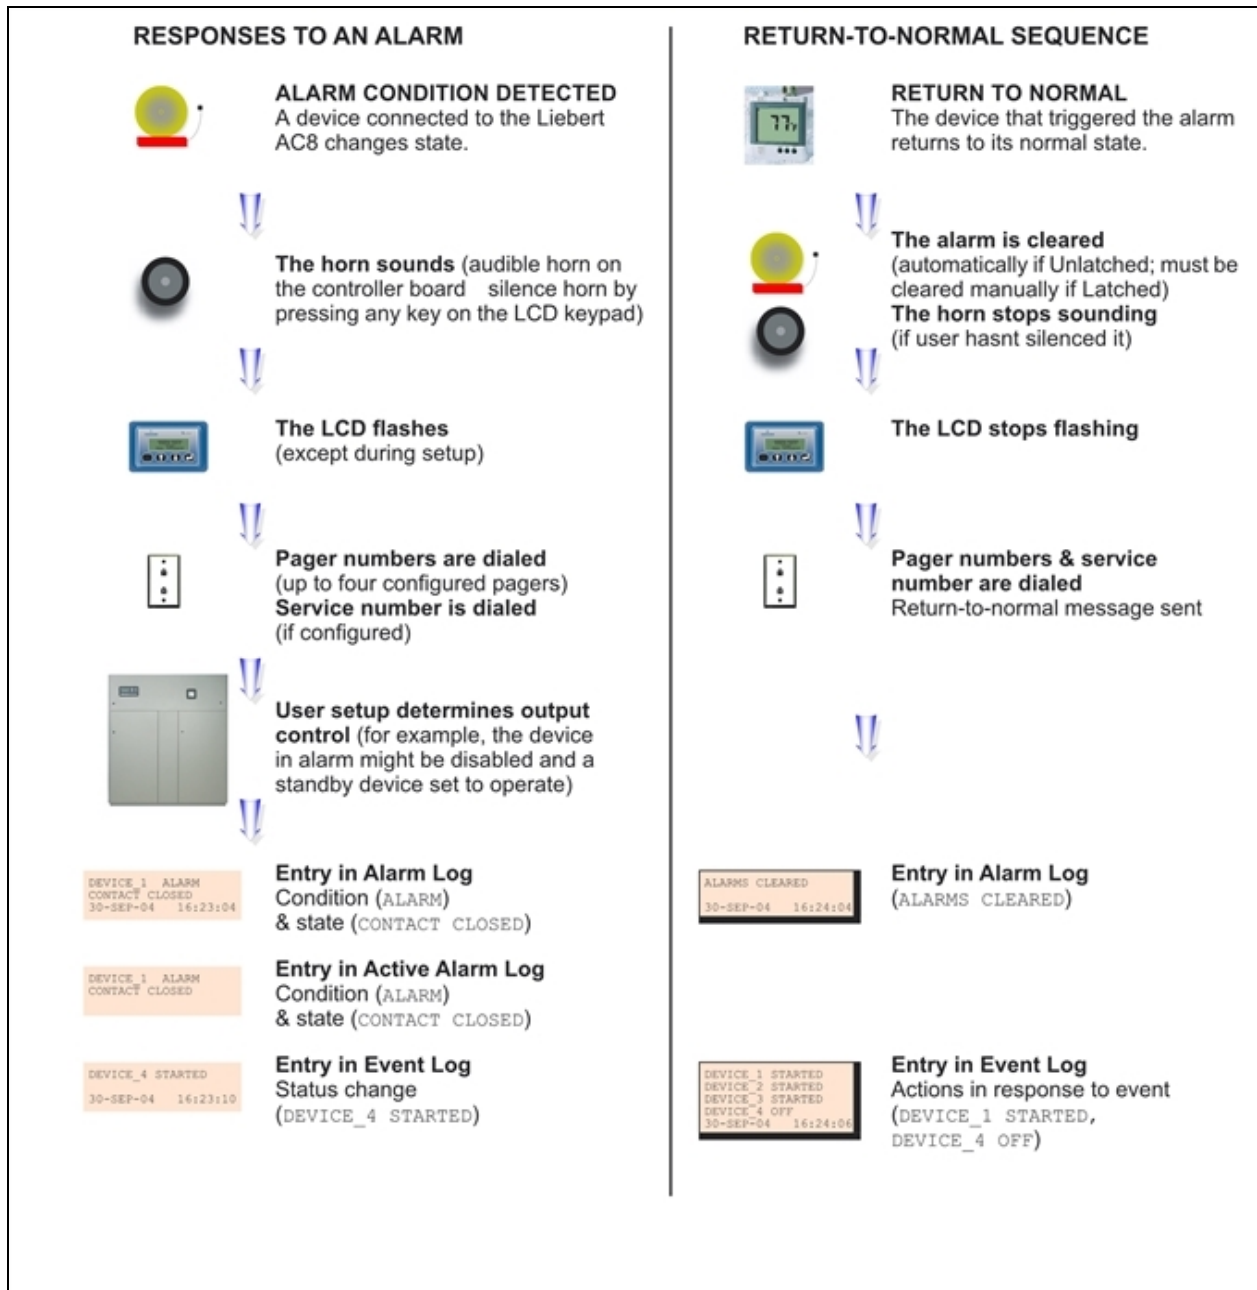 RESPONSES TO AN ALARM
ALARM CONDITION DETECTED
A device connected to the Liebert
AC8 changes state.
The horn sounds (audible horn on
the controller board silence horn by
pressing any key on the LCD keypad)
The LCD flashes
(except during setup)
Pager numbers are dialed
(up to four configured pagers)
Service number is dialed
(if configured)
User setup determines output
control (for example, the device
in alarm might be disabled and a
standby device set to operate)
DEVICE_1 ALARM
CONTACT CLOSED
30-SEP-04 16:23:04
Entry in Alarm Log
Condition (ALARM)
& state (CONTACT CLOSED)
DEVICE_1 ALARM
CONTACT CLOSED
Entry in Active Alarm Log
Condition (ALARM)
& state (CONTACT CLOSED)
DEVICE_4 STARTED
30-SEP-04 16:23:10
Entry in Event Log
Status change
(DEVICE_4 STARTED)
RETURN-TO-NORMAL SEQUENCE
77F
RETURN TO NORMAL
The device that triggered the alarm
returns to its normal state.
The alarm is cleared
(automatically if Unlatched; must be
cleared manually if Latched)
The horn stops sounding
(if user hasnt silenced it)
The LCD stops flashing
Pager numbers & service
number are dialed
Return-to-normal message sent
ALARMS CLEARED
30-SEP-04 16:24:04
Entry in Alarm Log
(ALARMS CLEARED)
DEVICE_1 STARTED
DEVICE_2 STARTED
DEVICE_3 STARTED
DEVICE_4 OFF
30-SEP-04 16:24:06
Entry in Event Log
Actions in response to event
(DEVICE_1 STARTED,
DEVICE_4 OFF)